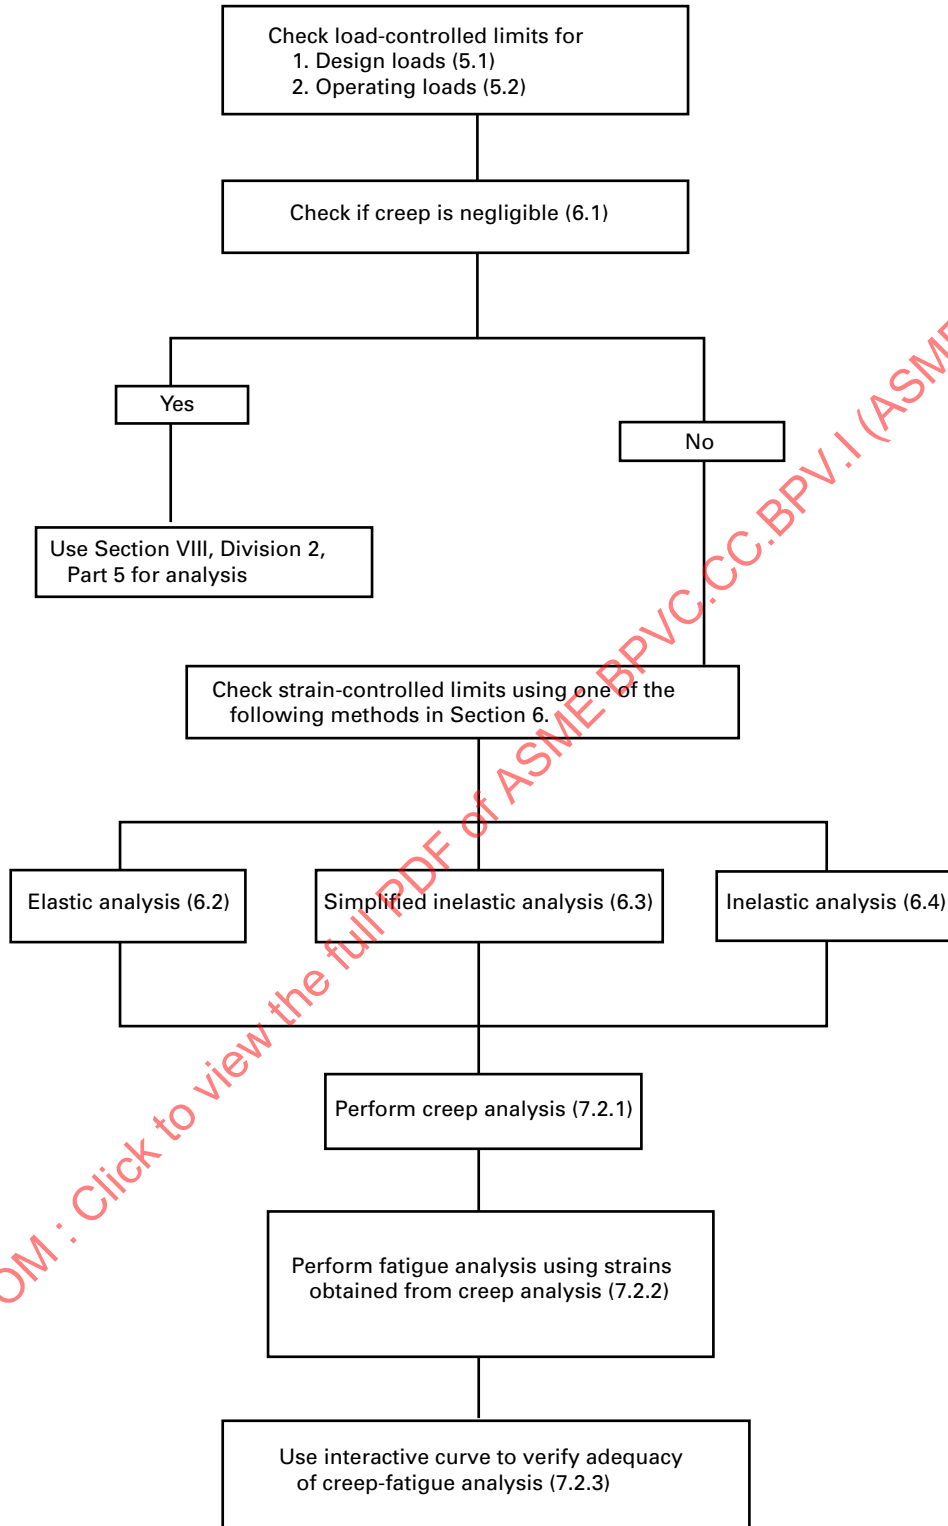 Check load-controlled limits for
1. Design loads (5.1)
2. Operating loads (5.2)
Check if creep is negligible (6.1)
Yes
No
Use Section VIII, Division 2,
Part 5 for analysis
Check strain-controlled limits using one of the
following methods in Section 6.
Elastic analysis (6.2)
Simplified inelastic analysis (6.3)
Inelastic analysis (6.4)
Perform creep analysis (7.2.1)
Perform fatigue analysis using strains
obtained from creep analysis (7.2.2)
Use interactive curve to verify adequacy
of creep-fatigue analysis (7.2.3)
OM : Click to view the full PDF of ASME BPVC.CC.BPV.I (ASME